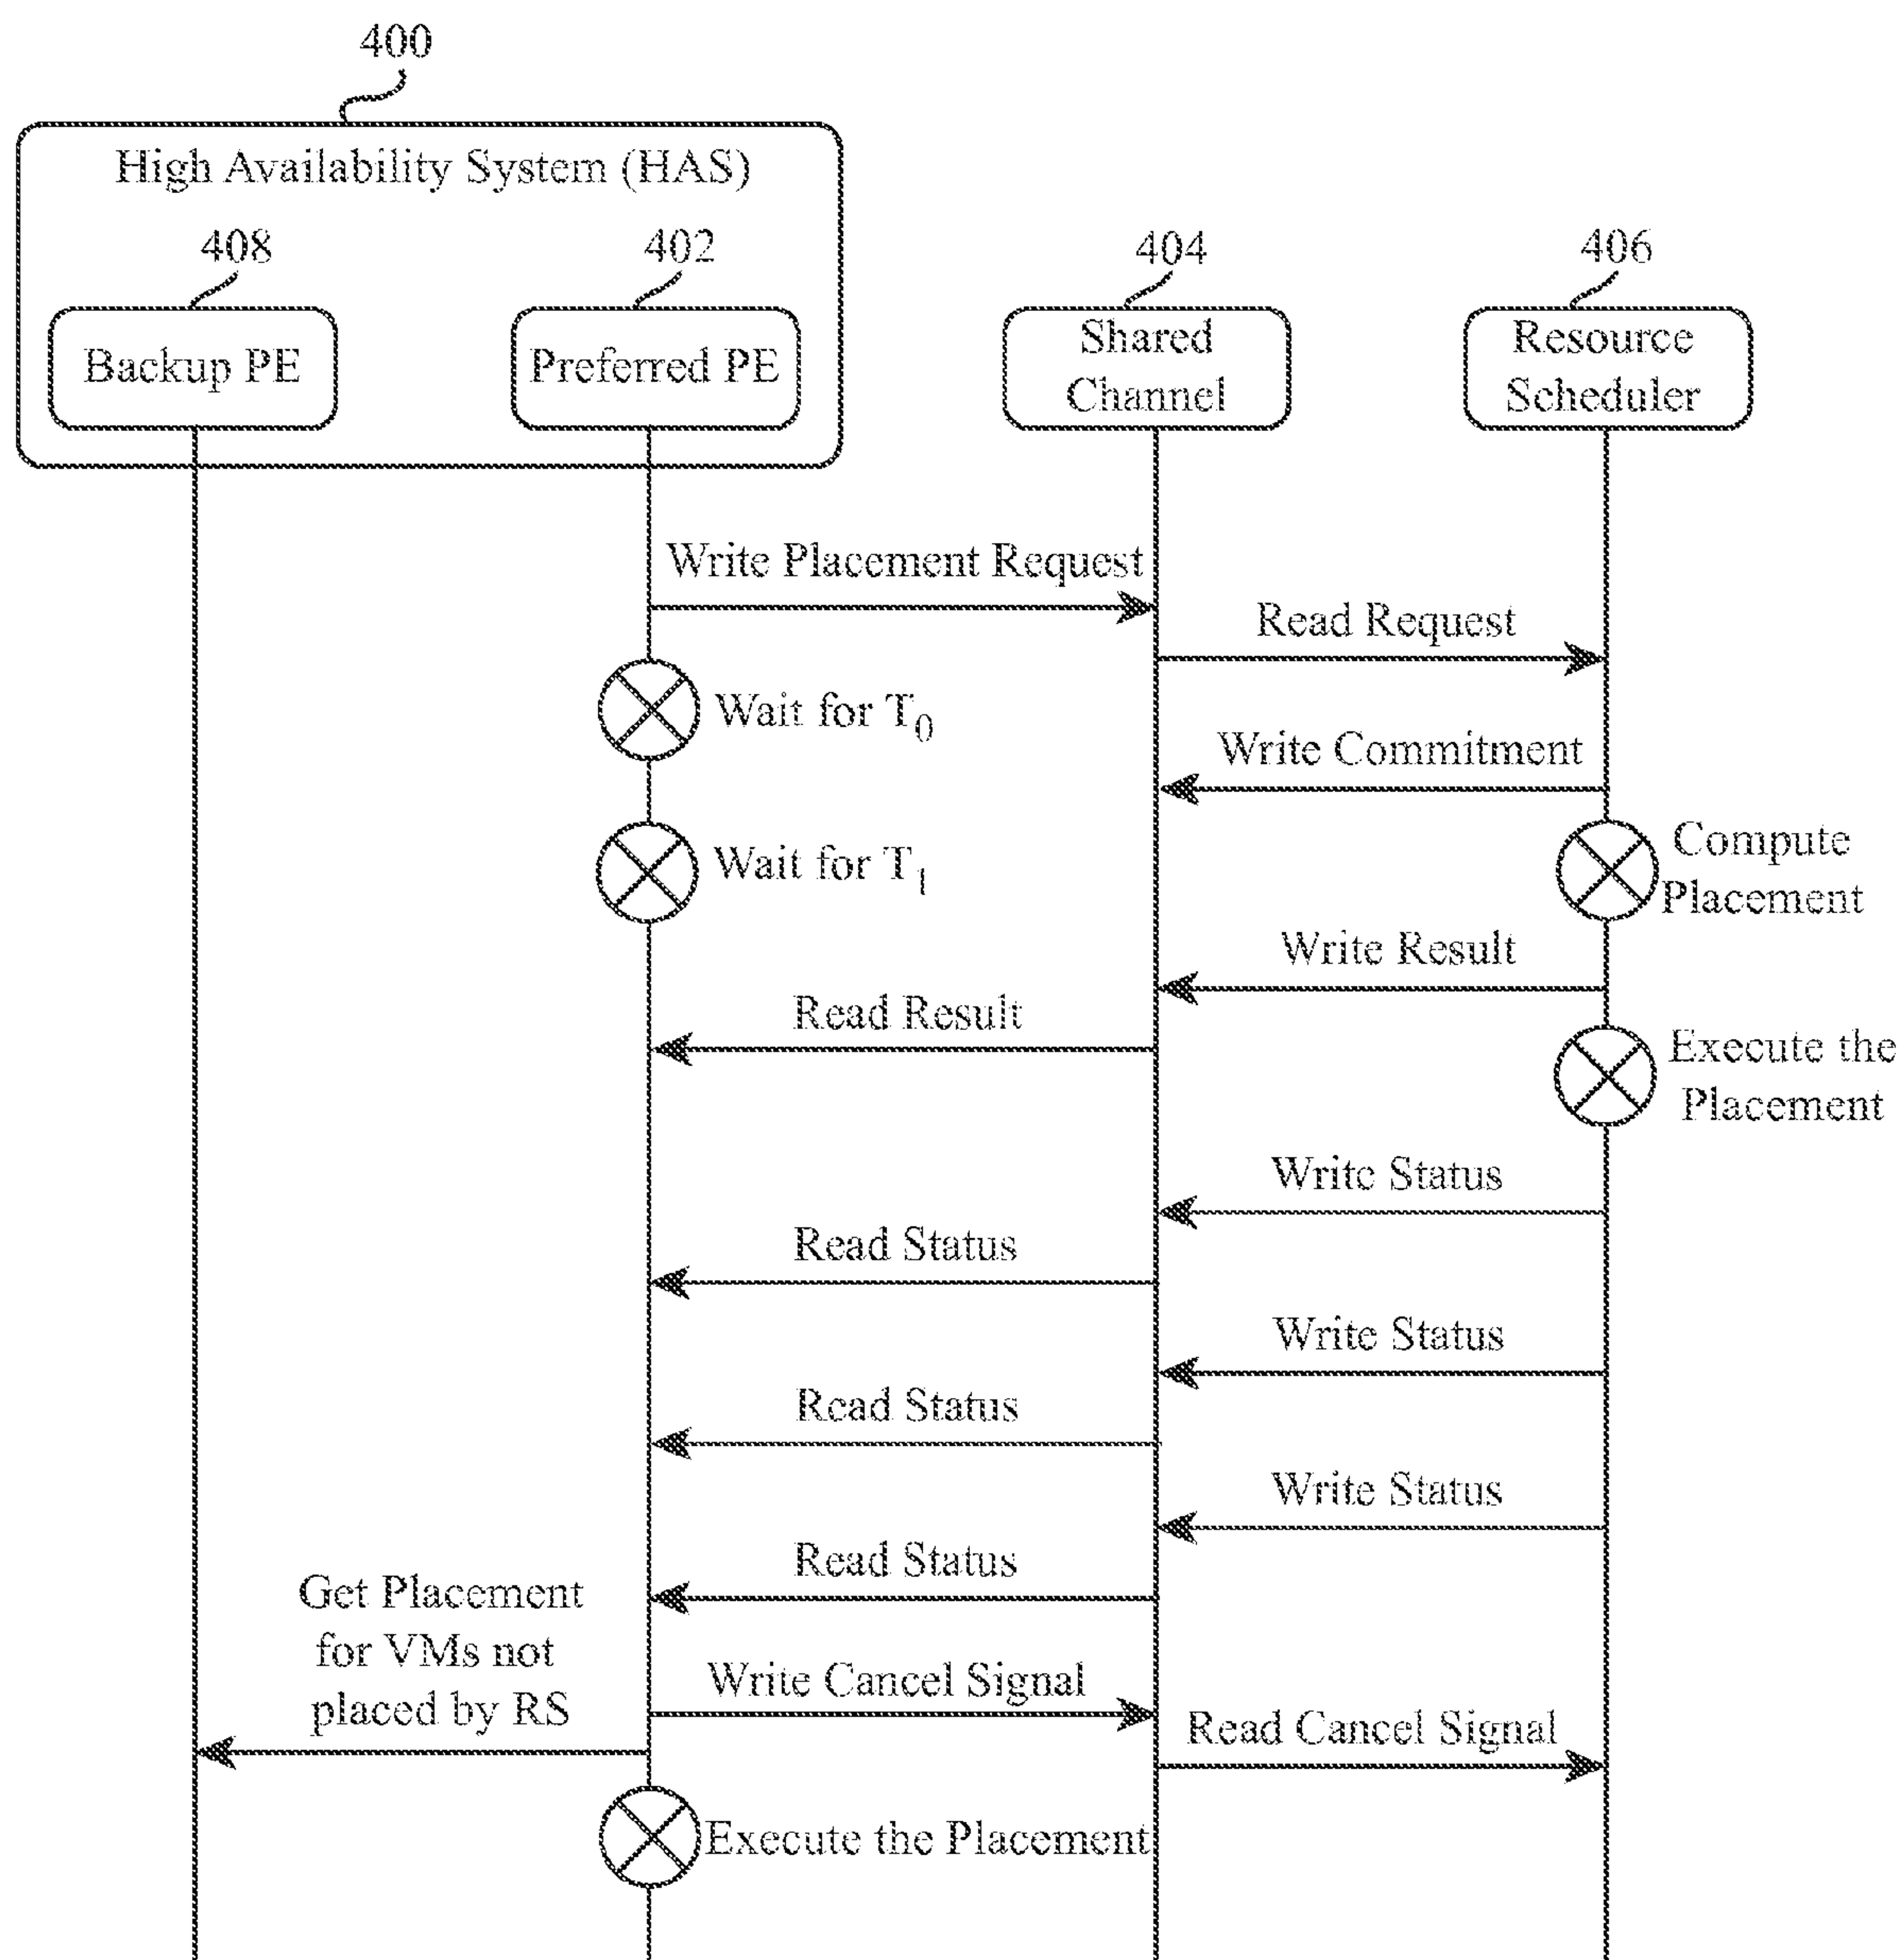 400
High Availability System (HAS)
408
402
404
406
Backup PE
Preferred PE
Shared
Channel
Resource
Scheduler
Write Placement Request
Read Request
Wait for T0
Write Commitment
Wait for T1
Compute
Placement
Write Result
Read Result
Execute the
Placement
Write Status
Read Status
Write Status
Read Status
Write Status
Read Status
Get Placement
for VMs not
placed by RS
Write Cancel Signal
Read Cancel Signal
Execute the Placement